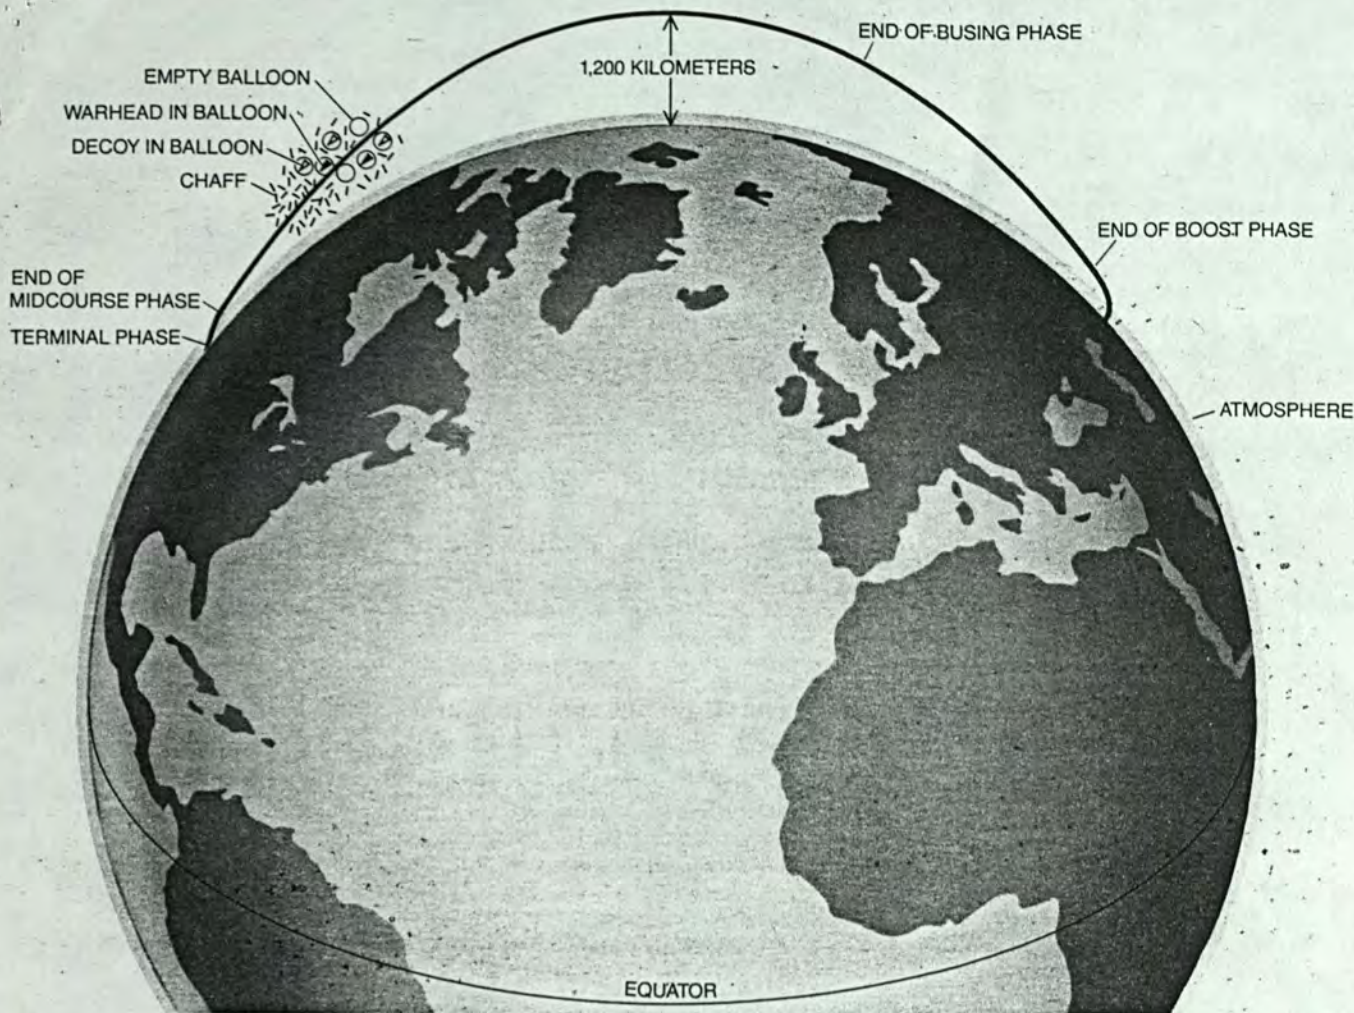 END OF BUSING PHASE
1,200 KILOMETERS
EMPTY BALLOON
WARHEAD IN BALLOON
DECOY IN BALLOON
CHAFF
END OF BOOST PHASE
END OF
MIDCOURSE PHASE
TERMINAL PHASE
ATMOSPHERE
EQUATOR